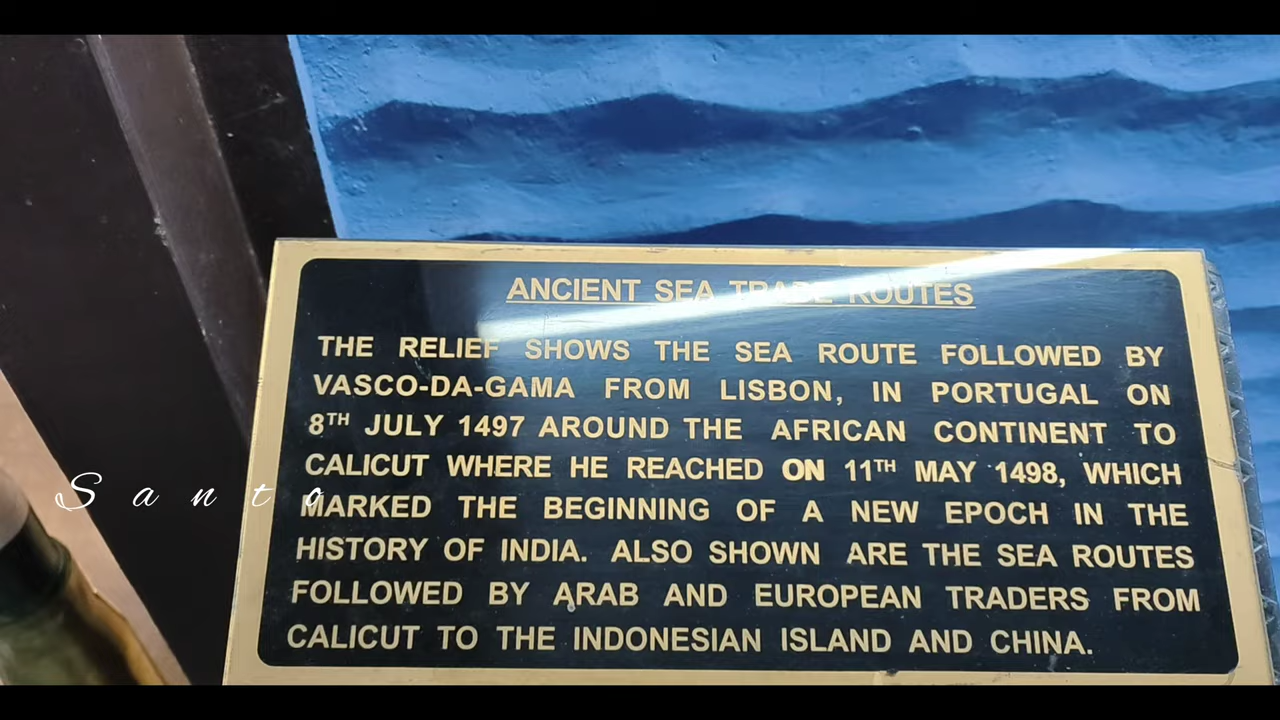 ANCIENT SEA TRADE ROUTES
THE RELIEF SHOWS THE SEA ROUTE FOLLOWED BY
VASCO-DA-GAMA FROM LISBON, IN PORTUGAL ON
8TH JULY 1497 AROUND THE AFRICAN CONTINENT TO
CALICUT WHERE HE REACHED ON 11TH MAY 1498, WHICH
MARKED THE BEGINNING OF A NEW EPOCH IN THE
HISTORY OF INDIA. ALSO SHOWN ARE THE SEA ROUTES
FOLLOWED BY ARAB AND EUROPEAN TRADERS FROM
CALICUT TO THE INDONESIAN ISLAND AND CHINA.
Santo